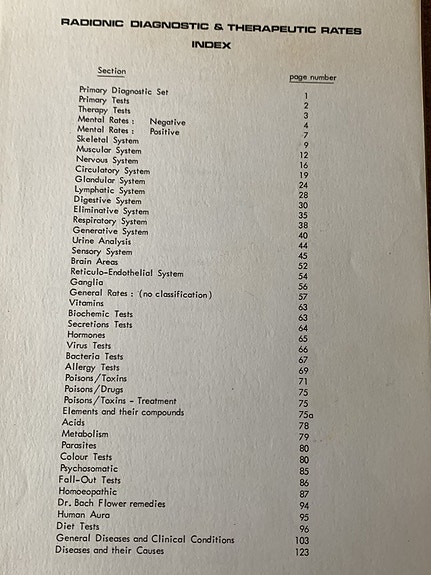 RADIONIC DIAGNOSTIC & THERAPEUTIC RATES
INDEX
Section page number
Primary Diagnostic Set 1
Primary Tests 2
Therapy Tests 3
Mental Rates : Negative 4
Mental Rates : Positive 7
Skeletal System 9
Muscular System 12
Nervous System 16
Circulatory System 19
Glandular System 24
Lymphatic System 28
Digestive System 30
Eliminative System 35
Respiratory System 38
Generative System 40
Urine Analysis 44
Sensory System 45
Brain Areas 52
Reticulo-Endothelial System 54
Ganglia 56
General Rates : (no classification) 57
Vitamins 63
Biochemic Tests 63
Secretions Tests 64
Hormones 65
Virus Tests 66
Bacteria Tests 67
Allergy Tests 69
Poisons/Toxins 71
Poisons/Drugs 75
Poisons/Toxins - Treatment 75
Elements and their compounds 75a
Acids 78
Metabolism 79
Parasites 80
Colour Tests 80
Psychosomatic 85
Fall-Out Tests 86
Homoeopathic 87
Dr. Bach Flower remedies 94
Human Aura 95
Diet Tests 96
General Diseases and Clinical Conditions 103
Diseases and their Causes 123